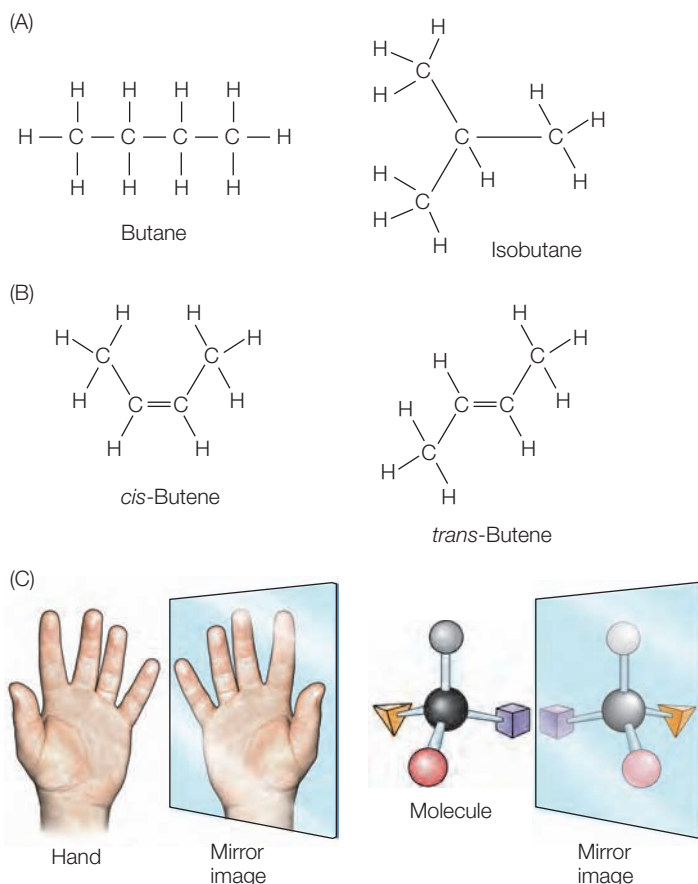 (A)
H H H H
H C C C C H
H H H H
Butane
H
H
C
H
H
H
C C
H H
H
C
H
H
Isobutane
(B)
H H
H H
C C
H H
C C
H H
cis-Butene
H H
C
H
H
H C C
C H
H
H
trans-Butene
(C)
Hand
Mirror
image
Molecule
Mirror
image